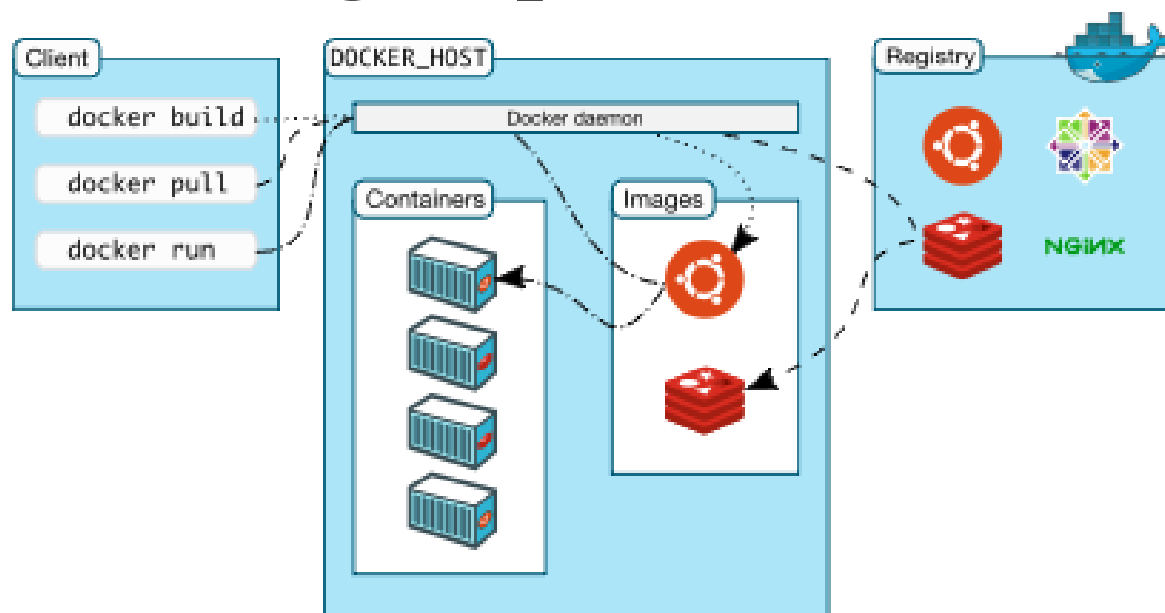 Client
docker build
docker pull
docker run
DOCKER_HOST
Docker daemon
Containers
Images
Registry
NGiNX